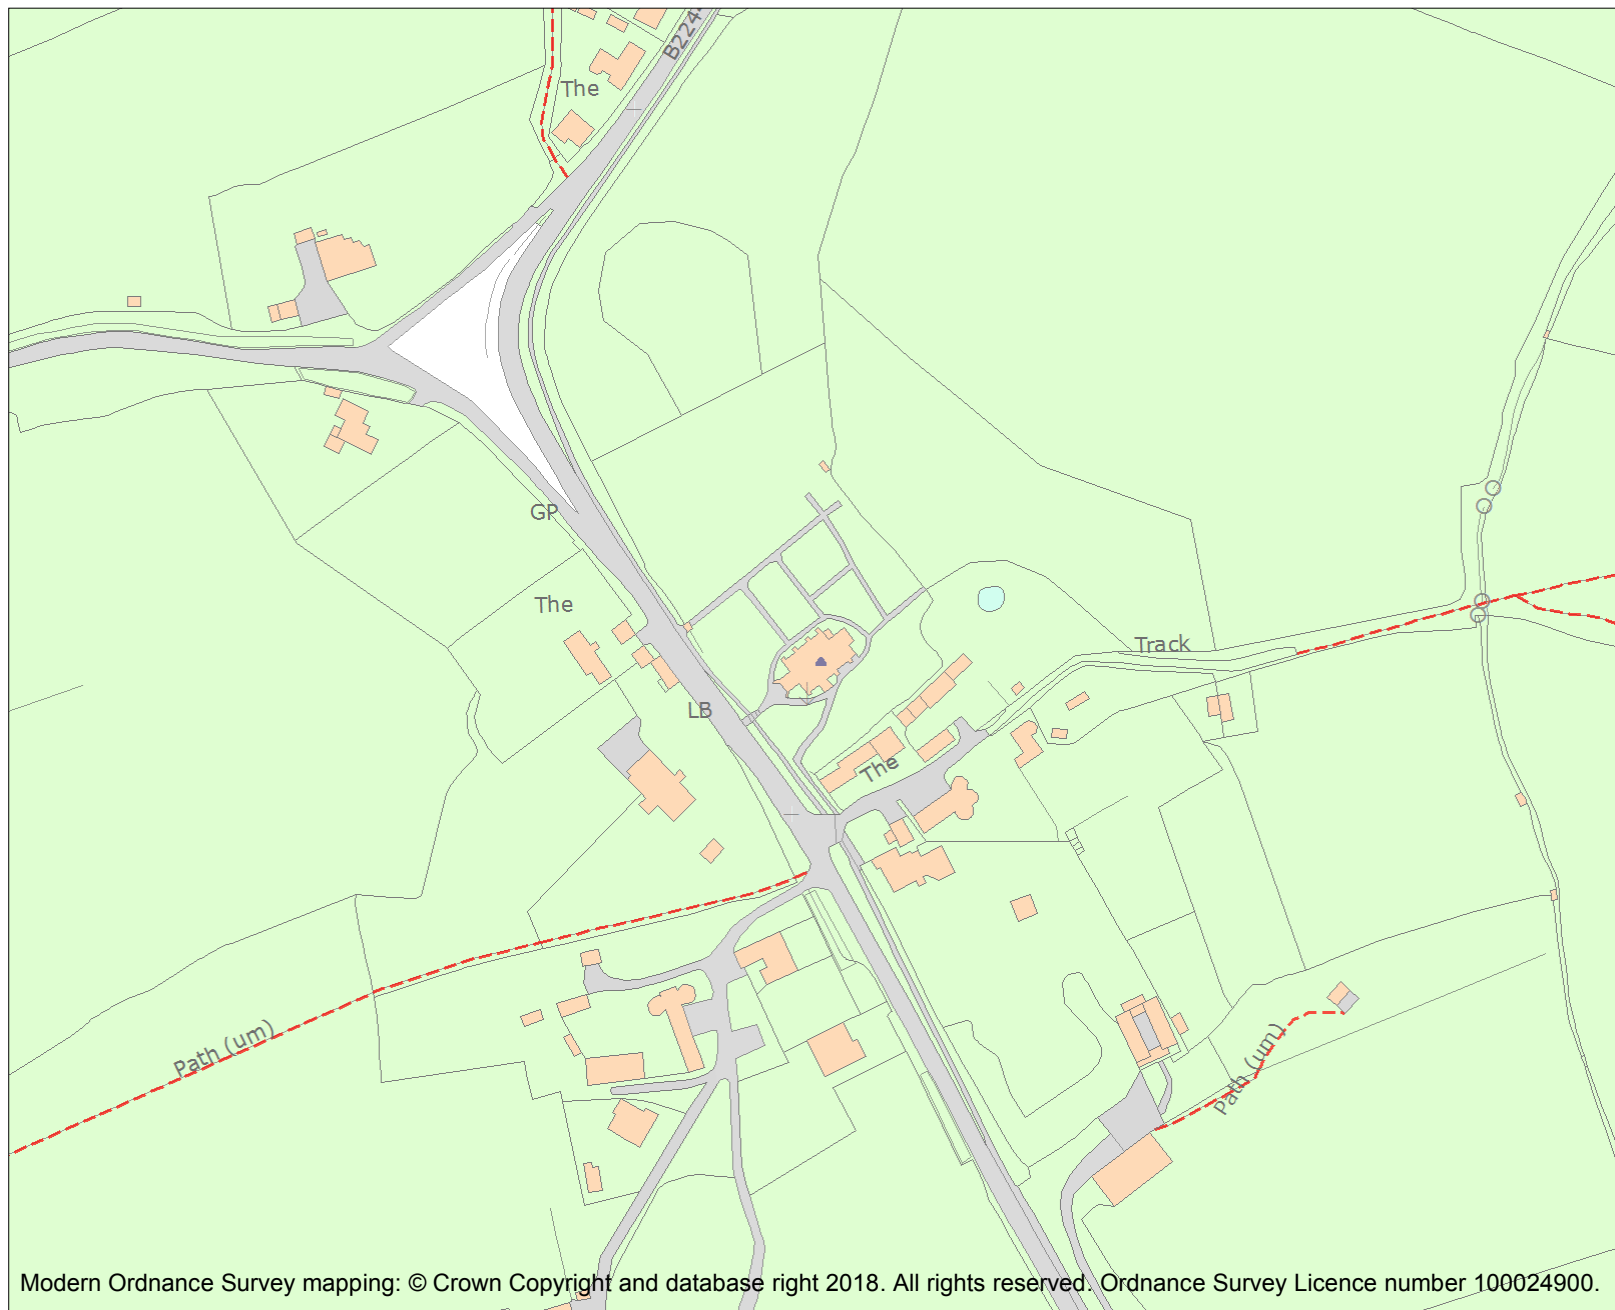 B224
The
GP
The
Track
LB
The
Path (um)
Path (um)
Modern Ordnance Survey mapping: © Crown Copyright and database right 2018. All rights reserved. Ordnance Survey Licence number 100024900.